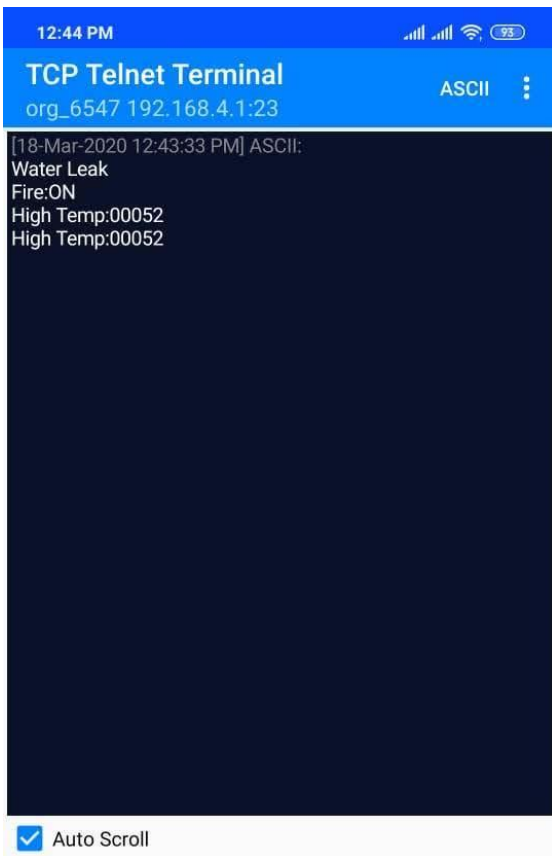 12:44 PM 93
TCP Telnet Terminal
org_6547 192.168.4.1:23
ASCII
[18-Mar-2020 12:43:33 PM] ASCII:
Water Leak
Fire:ON
High Temp:00052
High Temp:00052
Auto Scroll